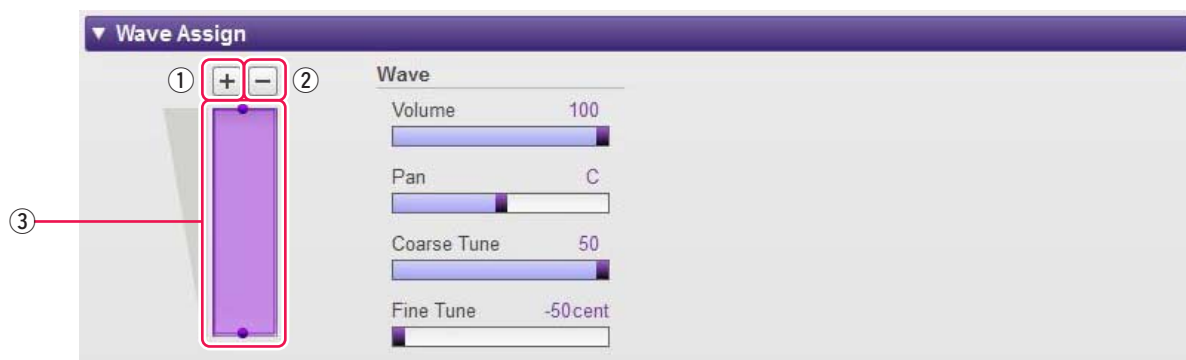 ▼ Wave Assign
① + − ②
Wave
Volume 100
Pan C
③
Coarse Tune 50
Fine Tune -50cent